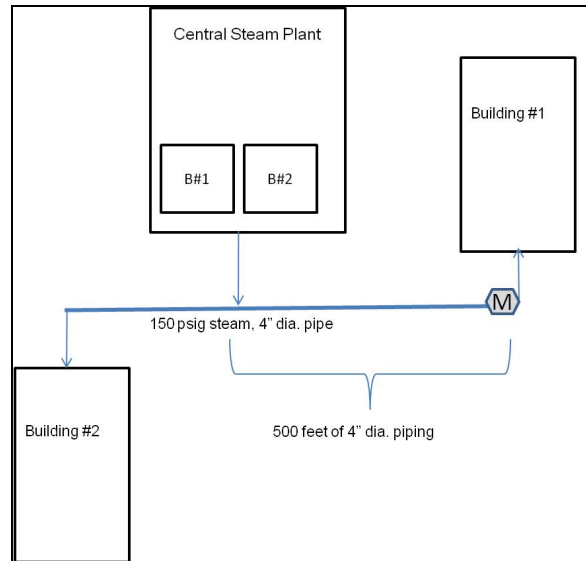 Central Steam Plant
Building #1
B#1
B#2
M
150 psig steam, 4” dia. pipe
500 feet of 4” dia. piping
Building #2